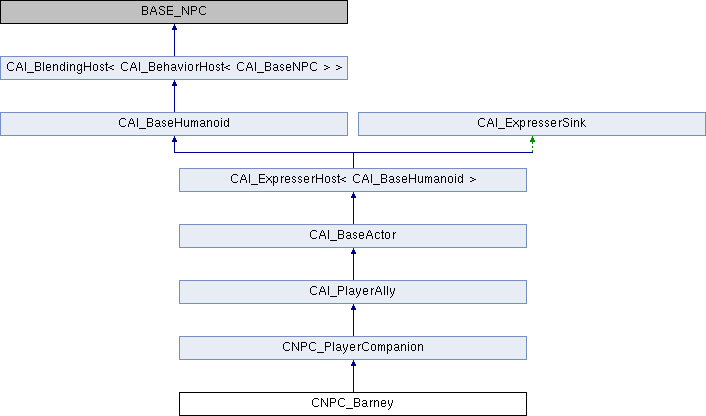 BASE_NPC
CAI_BlendingHost< CAI_BehaviorHost< CAI_BaseNPC > >
CAI_BaseHumanoid
CAI_ExpresserSink
CAI_ExpresserHost< CAI_BaseHumanoid >
CAI_BaseActor
CAI_PlayerAlly
CNPC_PlayerCompanion
CNPC_Barney